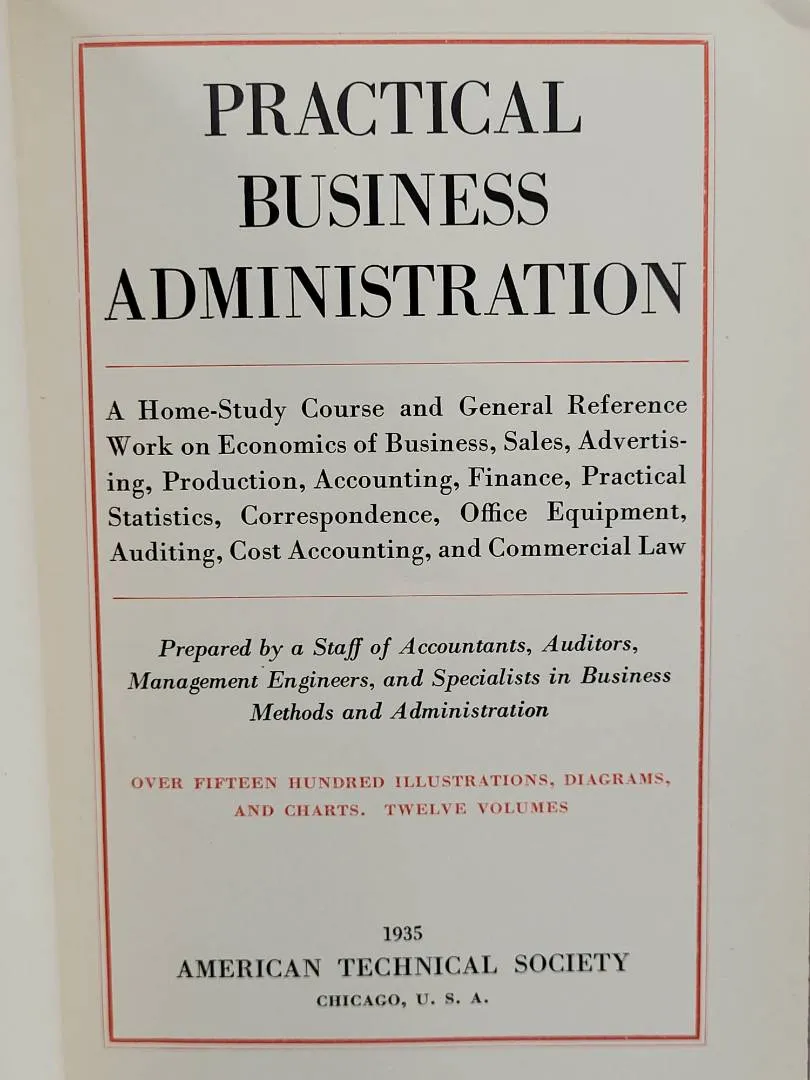 PRACTICAL
BUSINESS
ADMINISTRATION
A Home-Study Course and General Reference
Work on Economics of Business, Sales, Advertis-
ing, Production, Accounting, Finance, Practical
Statistics, Correspondence, Office Equipment,
Auditing, Cost Accounting, and Commercial Law
Prepared by a Staff of Accountants, Auditors,
Management Engineers, and Specialists in Business
Methods and Administration
OVER FIFTEEN HUNDRED ILLUSTRATIONS, DIAGRAMS,
AND CHARTS. TWELVE VOLUMES
1935
AMERICAN TECHNICAL SOCIETY
CHICAGO, U. S. A.